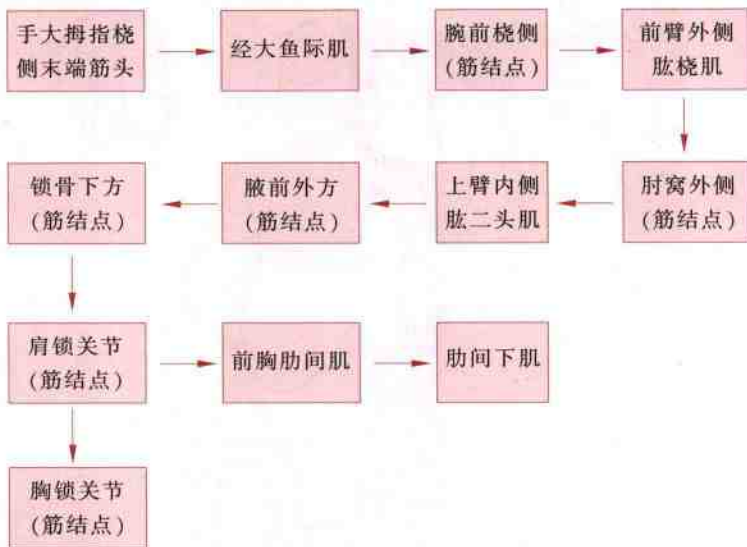 手大拇指桡
侧末端筋头
经大鱼际肌
腕前桡侧
(筋结点)
前臂外侧
肱桡肌
肘窝外侧
(筋结点)
上臂内侧
肱二头肌
腋前外方
(筋结点)
锁骨下方
(筋结点)
肩锁关节
(筋结点)
前胸肋间肌
肋间下肌
胸锁关节
(筋结点)